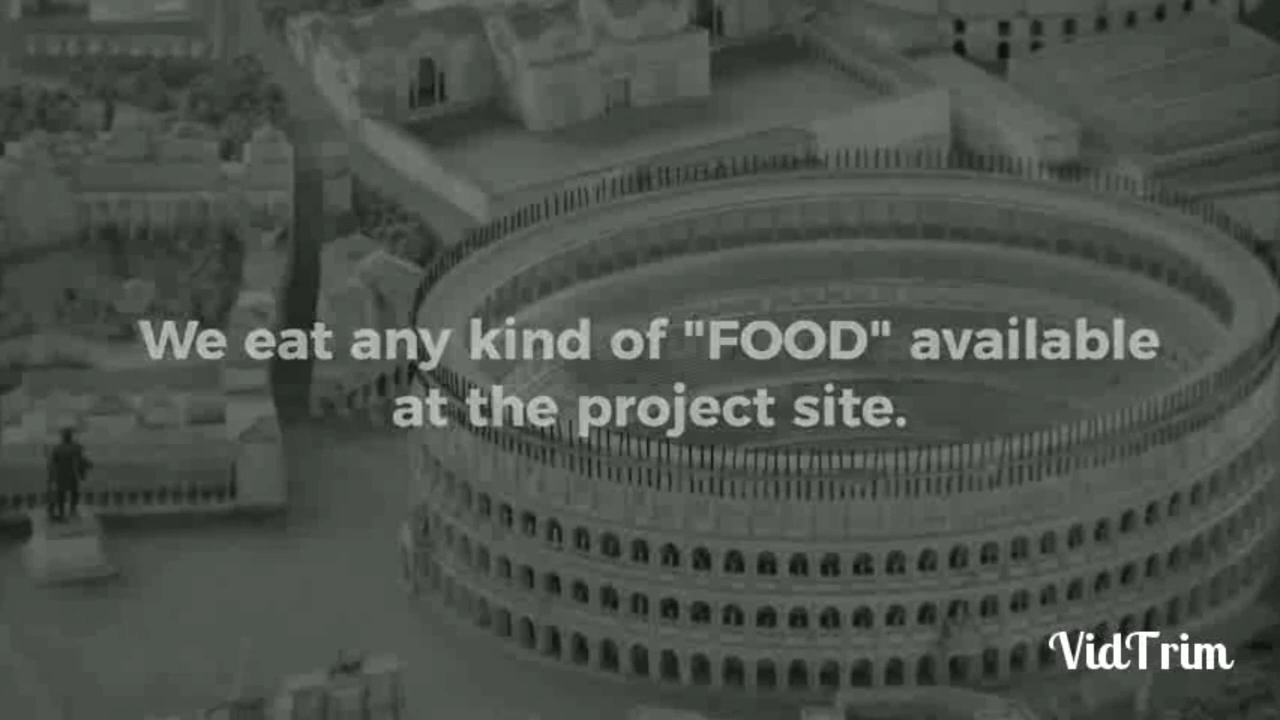 We eat any kind of "FOOD" available
at the project site.
VidTrim